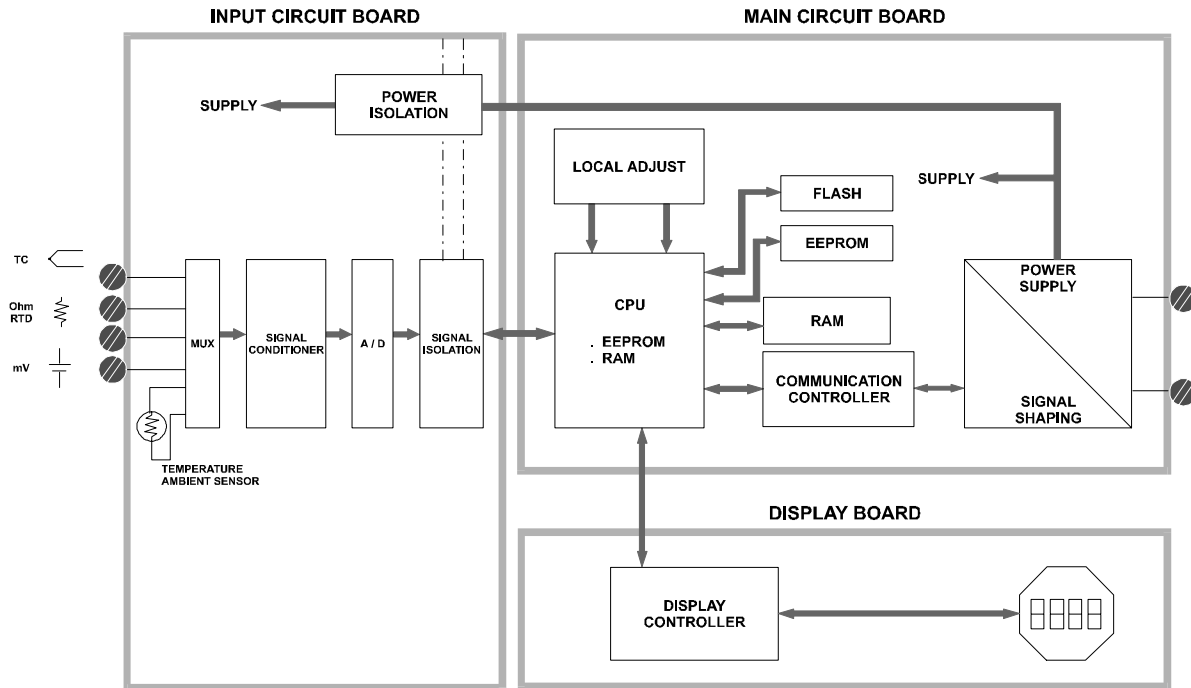 INPUT CIRCUIT BOARD
MAIN CIRCUIT BOARD
SUPPLY
POWER
ISOLATION
LOCAL ADJUST
SUPPLY
FLASH
EEPROM
TC
Ohm
RTD
mV
MUX
SIGNAL
CONDITIONER
A / D
SIGNAL
ISOLATION
CPU
. EEPROM
. RAM
RAM
COMMUNICATION
CONTROLLER
POWER
SUPPLY
SIGNAL
SHAPING
TEMPERATURE
AMBIENT SENSOR
DISPLAY BOARD
DISPLAY
CONTROLLER